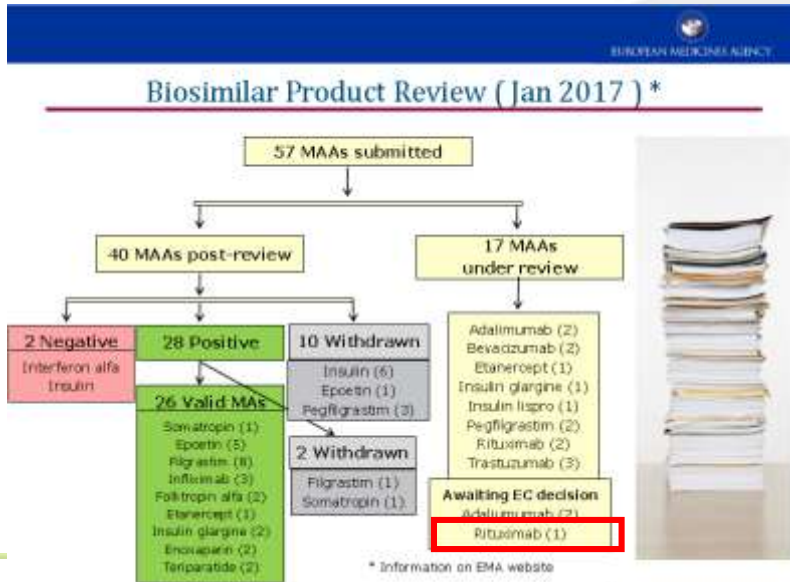 EUROPEAN MEDICINES AGENCY
Biosimilar Product Review ( Jan 2017 ) *
57 MAAs submitted
40 MAAs post-review
17 MAAs
under review
2 Negative
Interferon alfa
Insulin
28 Positive
26 Valid MAs
Somatropin (1)
Epoetin (5)
Filgrastim (8)
Infliximab (3)
Follitropin alfa (2)
Etanercept (1)
Insulin glargine (2)
Enoxaparin (2)
Teriparatide (2)
10 Withdrawn
Insulin (6)
Epoetin (1)
Pegfilgrastim (3)
2 Withdrawn
Filgrastim (1)
Somatropin (1)
Adalimumab (2)
Bevacizumab (2)
Etanercept (1)
Insulin glargine (1)
Insulin lispro (1)
Pegfilgrastim (2)
Rituximab (2)
Trastuzumab (3)
Awaiting EC decision
Adaliumumab (2)
Rituximab (1)
* Information on EMA website